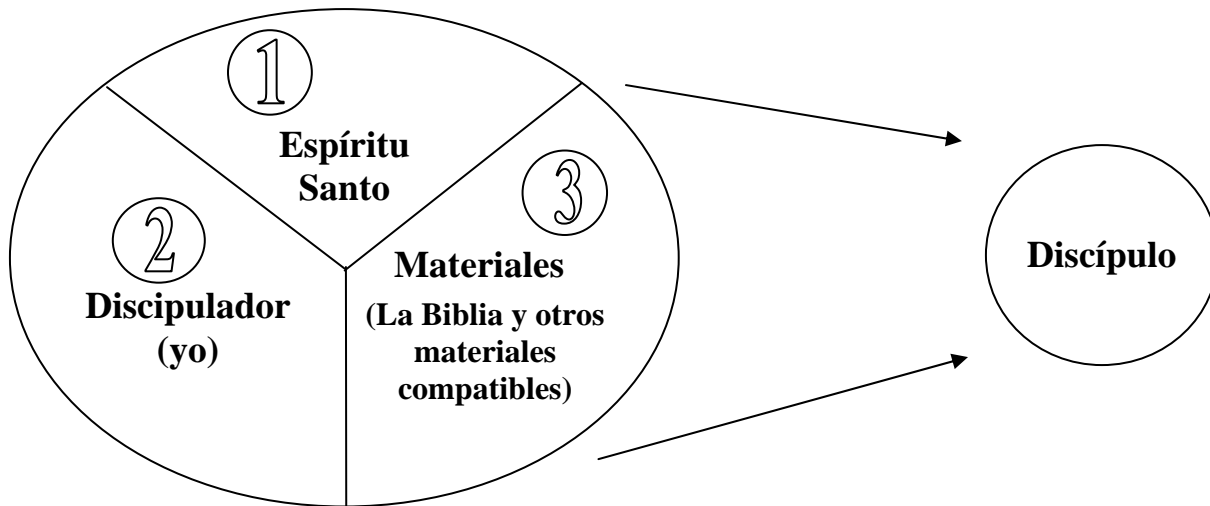 1
Espíritu
Santo
2
Discipulador
(yo)
3
Materiales
(La Biblia y otros
materiales
compatibles)
Discípulo